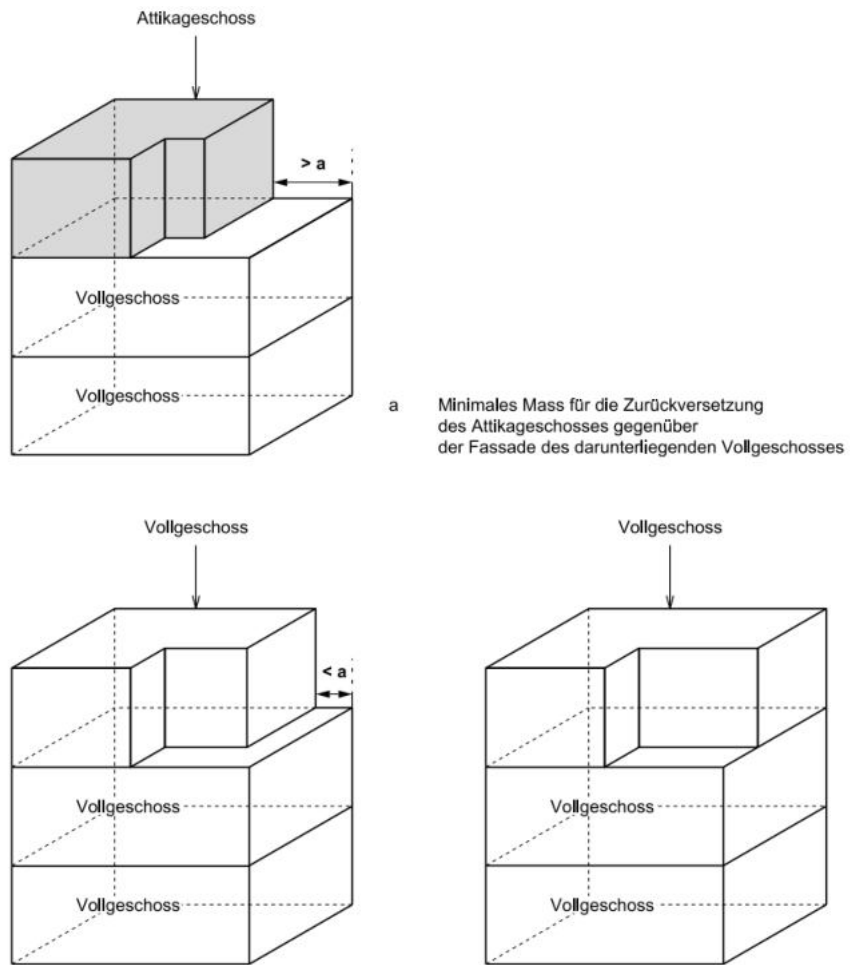 Attikageschoss
> a
Vollgeschoss
Vollgeschoss
a Minimales Mass für die Zurückversetzung
des Attikageschosses gegenüber
der Fassade des darunterliegenden Vollgeschosses
Vollgeschoss
< a
Vollgeschoss
Vollgeschoss
Vollgeschoss
Vollgeschoss
Vollgeschoss